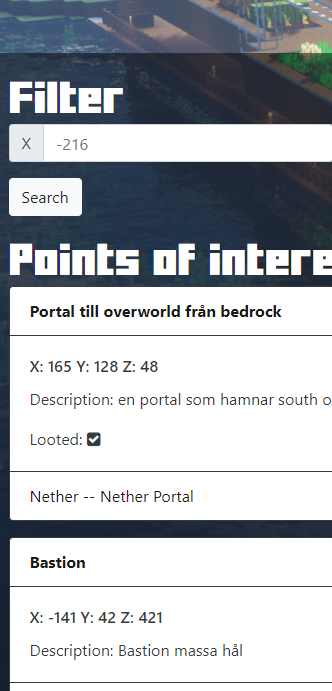 Filter
X -216
Search
Points of intere
Portal till overworld från bedrock
X: 165 Y: 128 Z: 48
Description: en portal som hamnar south o
Looted:
Nether -- Nether Portal
Bastion
X: -141 Y: 42 Z: 421
Description: Bastion massa hål